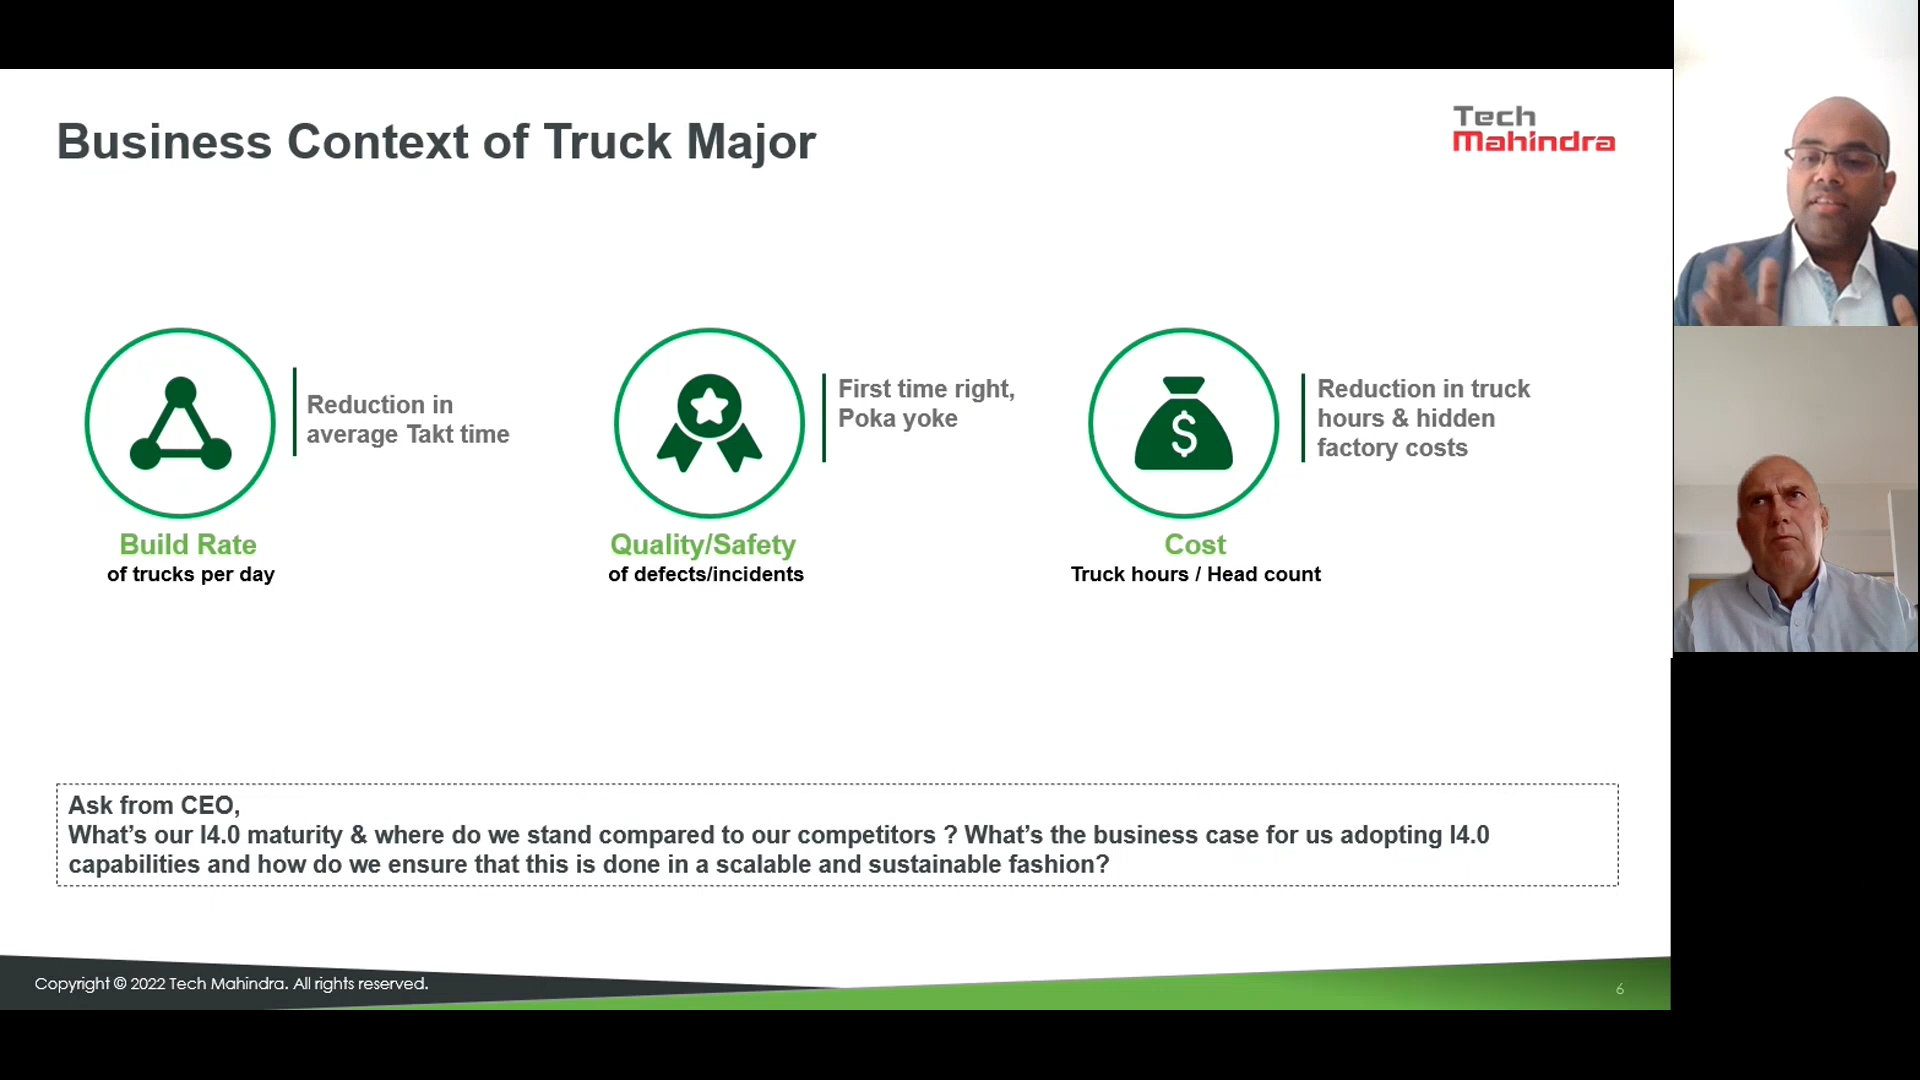 Business Context of Truck Major
Tech
Mahindra
Reduction in
average Takt time
Build Rate
of trucks per day
First time right,
Poka yoke
Quality/Safety
of defects/incidents
$
Reduction in truck
hours & hidden
factory costs
Cost
Truck hours / Head count
Ask from CEO,
What’s our I4.0 maturity & where do we stand compared to our competitors ? What’s the business case for us adopting I4.0
capabilities and how do we ensure that this is done in a scalable and sustainable fashion?
Copyright © 2022 Tech Mahindra. All rights reserved.
6